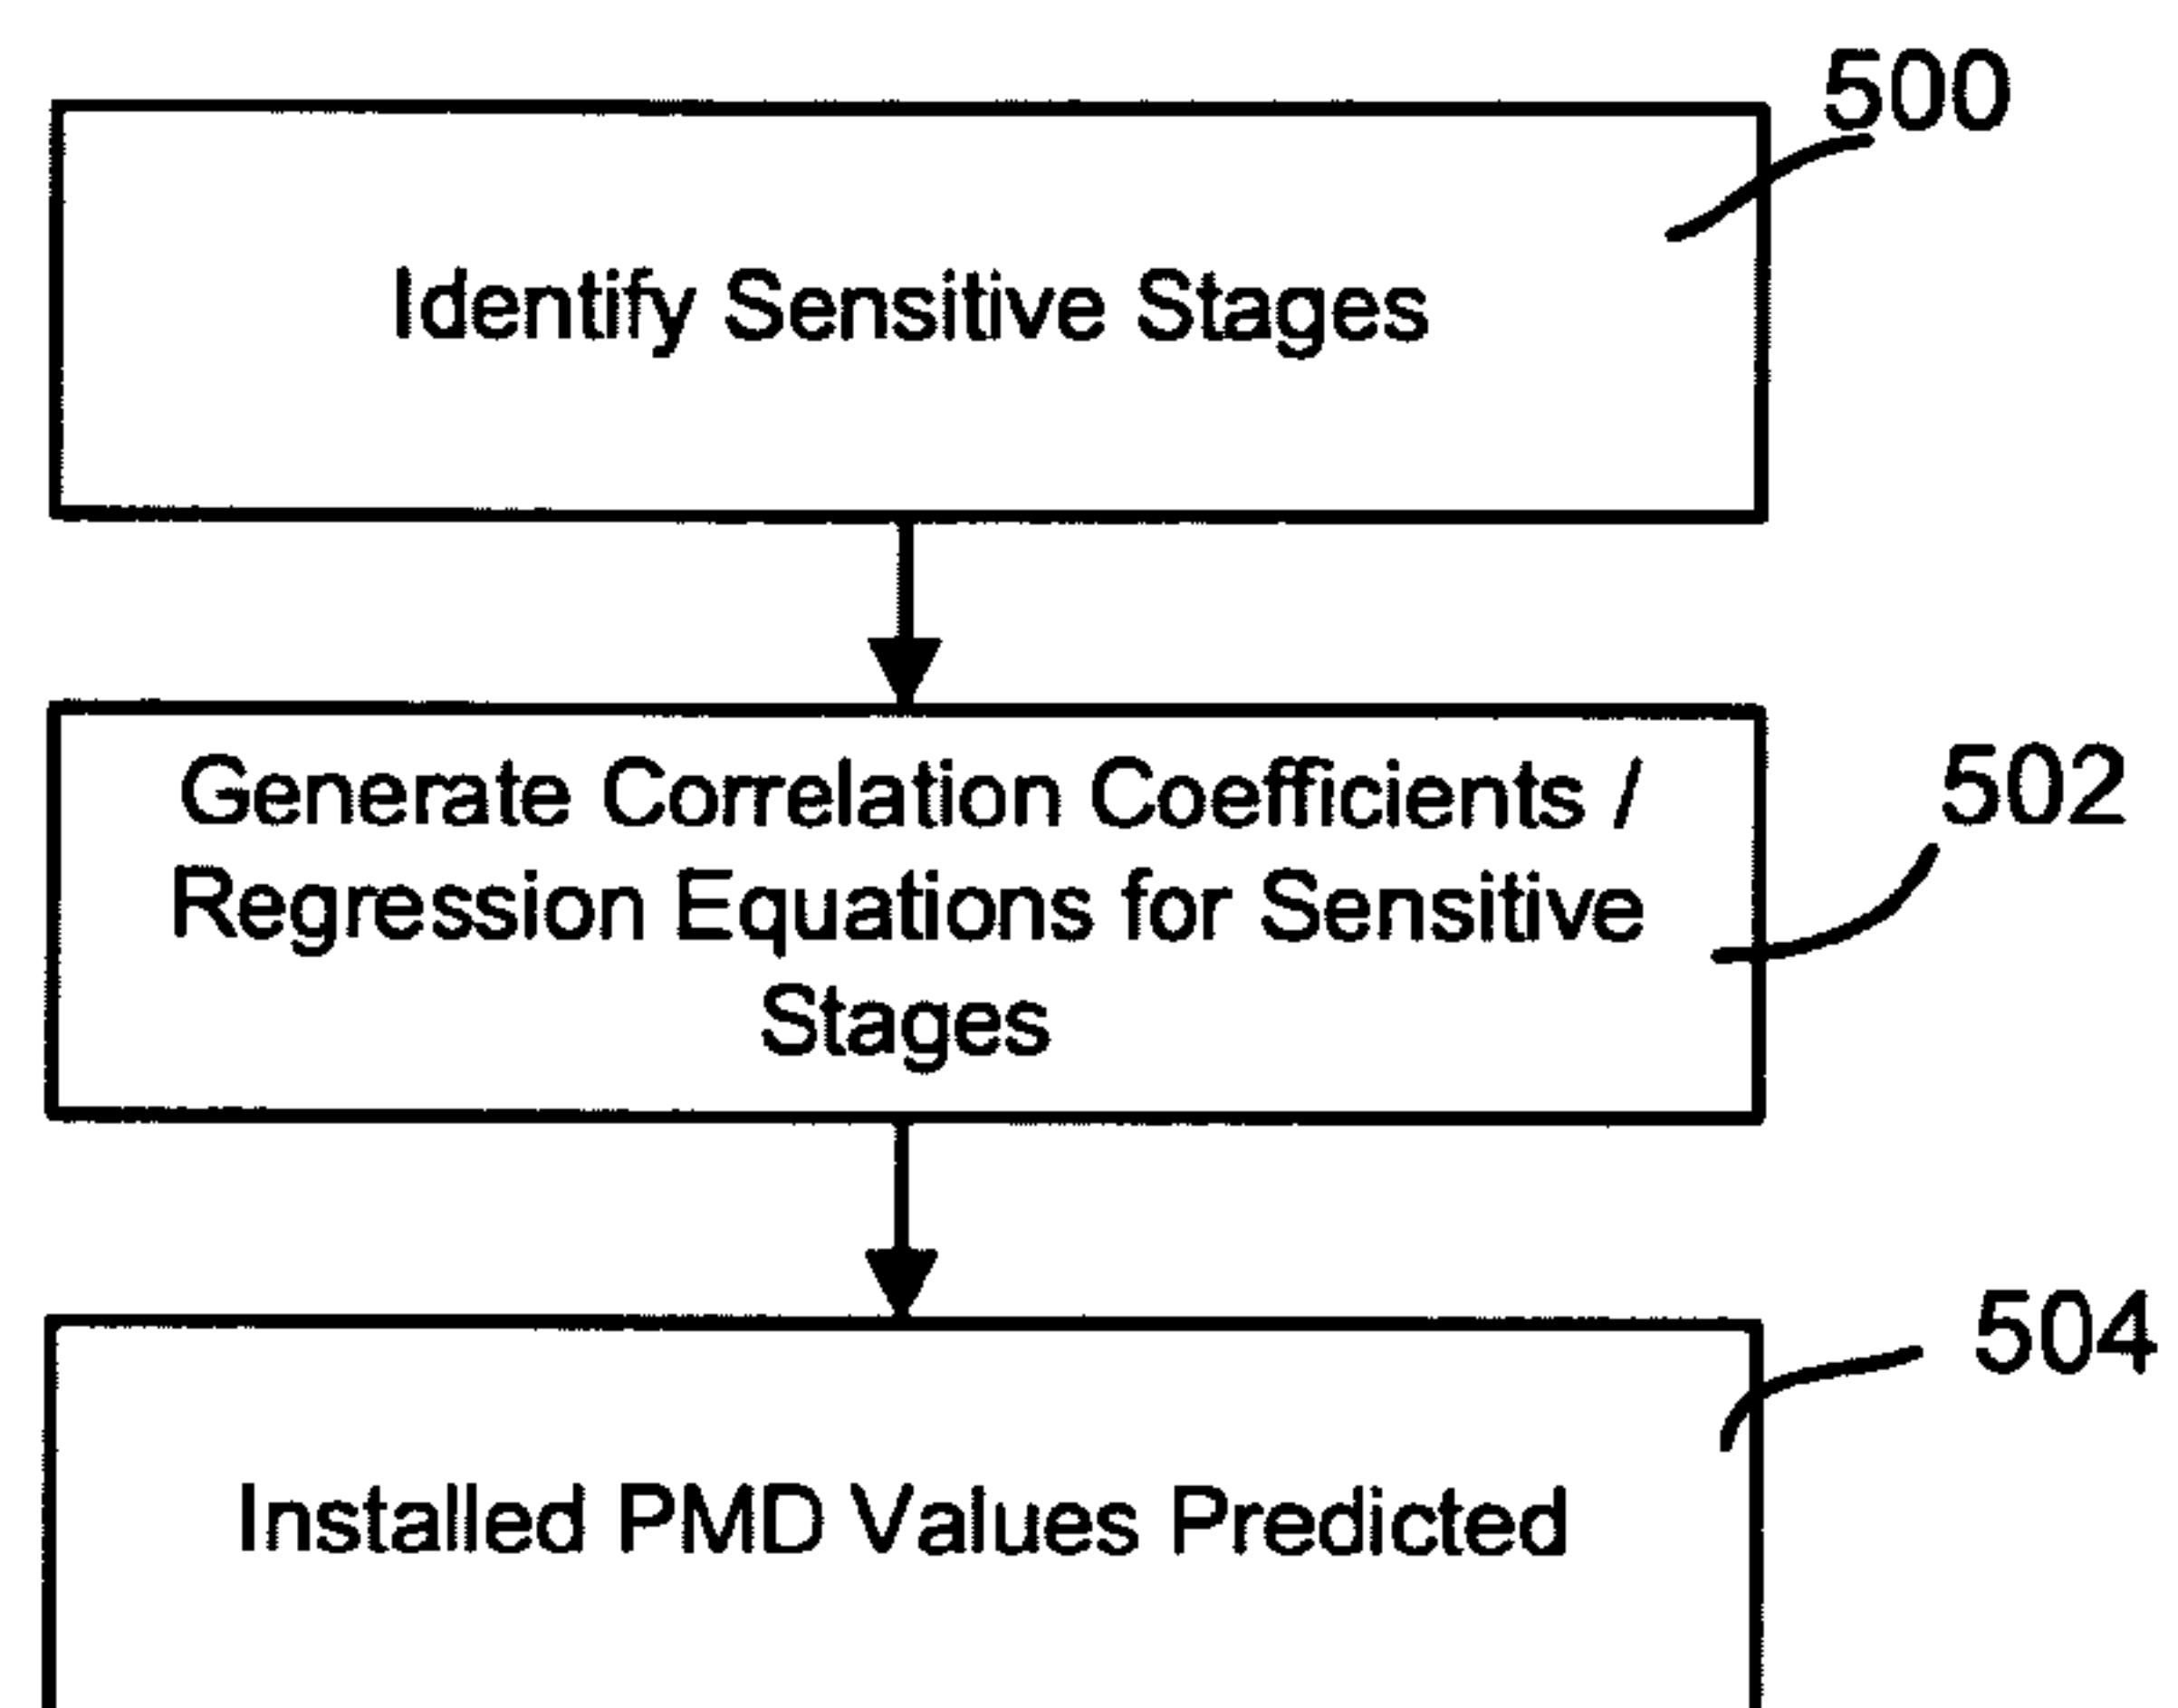 500
Identify Sensitive Stages
Generate Correlation Coefficients /
Regression Equations for Sensitive
Stages
502
504
Installed PMD Values Predicted